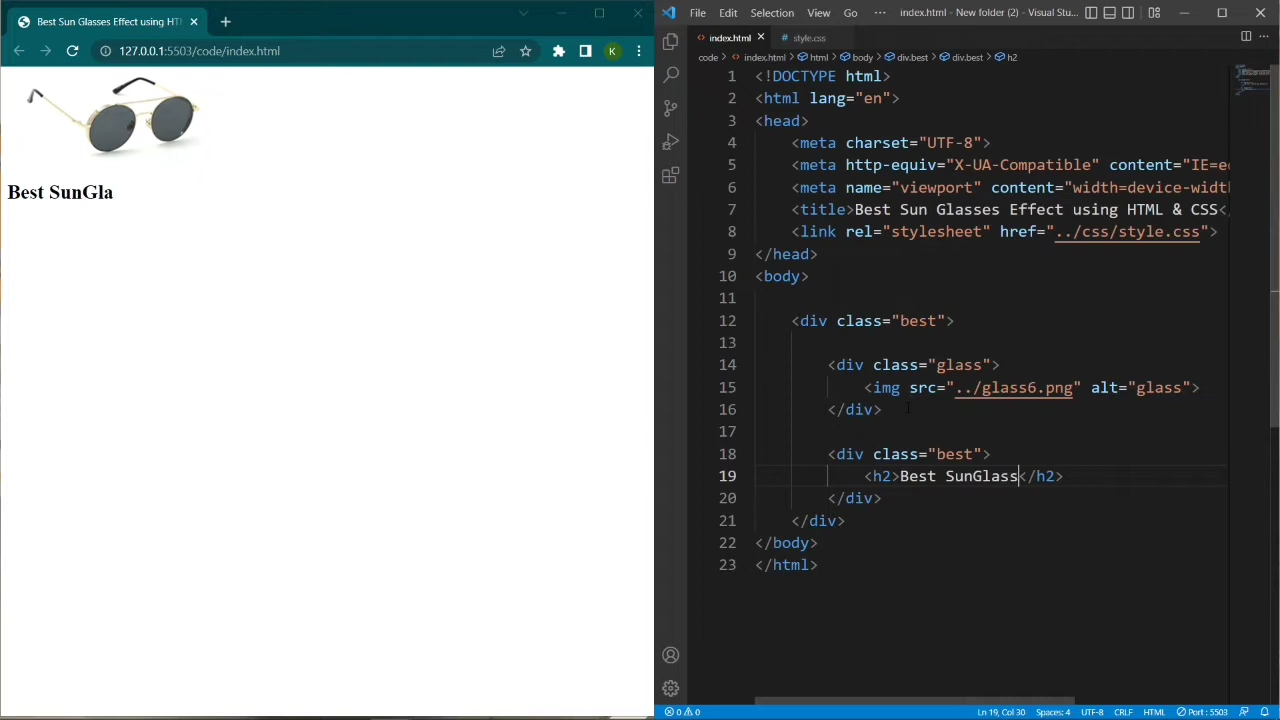 Best Sun Glasses Effect using HT
127.0.0.1:5503/code/index.html
K
Best SunGla
File Edit Selection View Go ··· index.html - New folder (2) - Visual Stu...
index.html
# style.css
code > index.html > html > body > div.best > div.best > h2
1 <!DOCTYPE html>
2 <html lang="en">
3 <head>
4 <meta charset="UTF-8">
5 <meta http-equiv="X-UA-Compatible" content="IE=e
6 <meta name="viewport" content="width=device-widt
7 <title>Best Sun Glasses Effect using HTML & CSS<
8 <link rel="stylesheet" href="../css/style.css">
9 </head>
10 <body>
11
12 <div class="best">
13
14 <div class="glass">
15 <img src="../glass6.png" alt="glass">
16 </div>
17
18 <div class="best">
19 <h2>Best SunGlass</h2>
20 </div>
21 </div>
22 </body>
23 </html>
0 0 Ln 19, Col 30 Spaces: 4 UTF-8 CRLF HTML Port : 5503